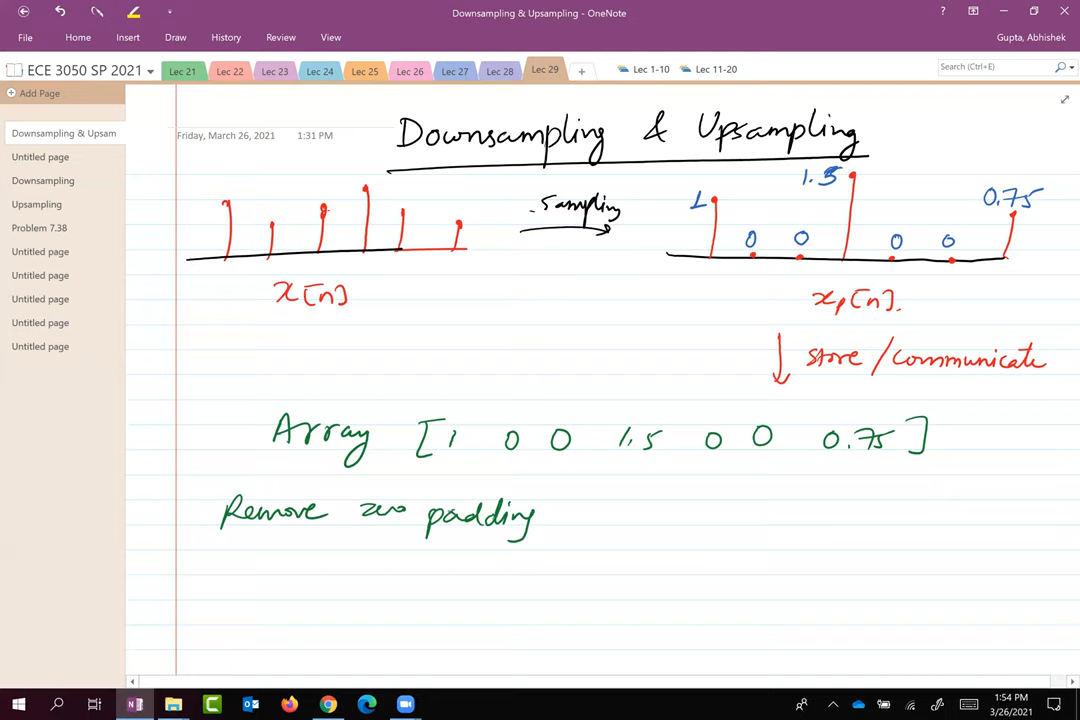 Downsampling & Upsampling - OneNote
Gupta, Abhishek
File Home Insert Draw History Review View
ECE 3050 SP 2021
Lec 21 Lec 22 Lec 23 Lec 24 Lec 25 Lec 26 Lec 27 Lec 28 Lec 29 Lec 1-10 Lec 11-20
Search (Ctrl+E)
Add Page
Downsampling & Upsam
Untitled page
Downsampling
Upsampling
Problem 7.38
Untitled page
Untitled page
Untitled page
Untitled page
Untitled page
Friday, March 26, 2021 1:31 PM
Downsampling & Upsampling
Sampling
1 0 0 1.5 0 0 0.75
x[n]
xp[n].
store/communicate
Array [1 0 0 1.5 0 0 0.75]
Remove zero padding
1:54 PM
3/26/2021